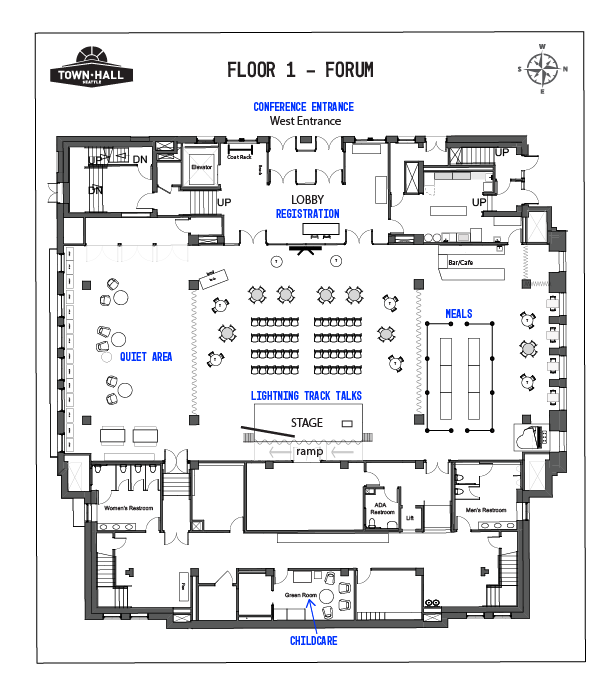 TOWN·HALL
SEATTLE
FLOOR 1 – FORUM
W
S
N
E
CONFERENCE ENTRANCE
West Entrance
UP
DN
DN
Elevator
Coat Rack
UP
UP
UP
LOBBY
REGISTRATION
Bar/Cafe
MEALS
QUIET AREA
LIGHTNING TRACK TALKS
STAGE
ramp
Women's Restroom
ADA
Restroom
Lift
Men's Restroom
Green Room
CHILDCARE